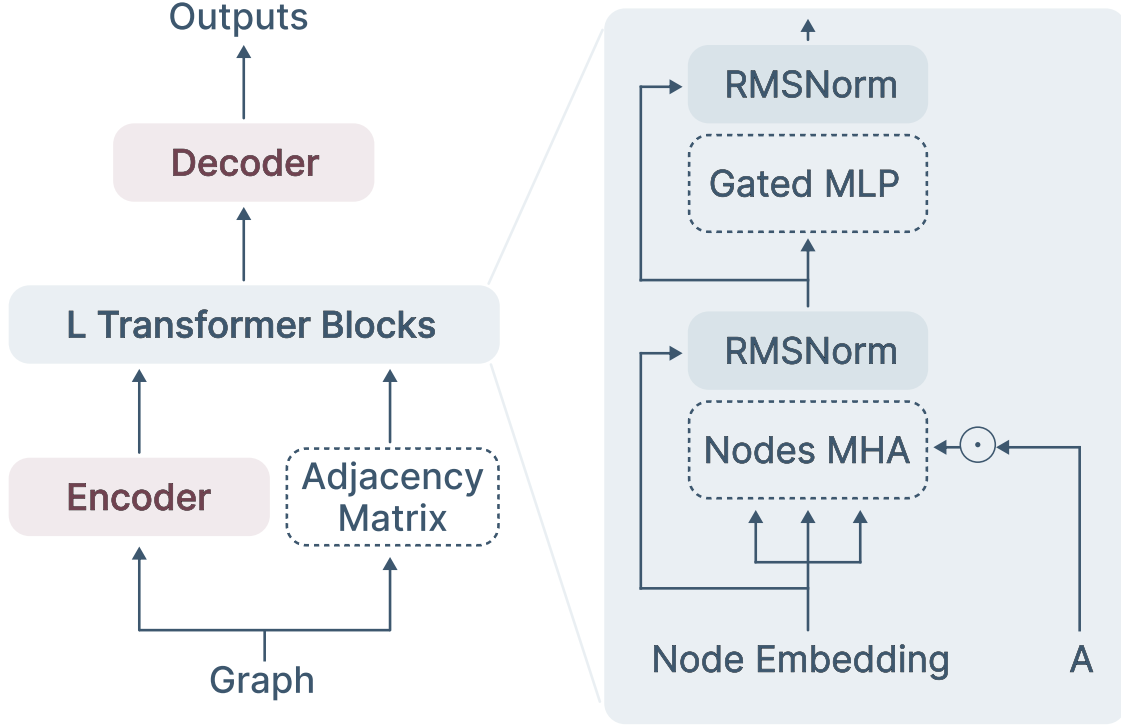 Outputs
Decoder
L Transformer Blocks
Encoder
Adjacency
Matrix
Graph
RMSNorm
Gated MLP
RMSNorm
Nodes MHA
Node Embedding
A